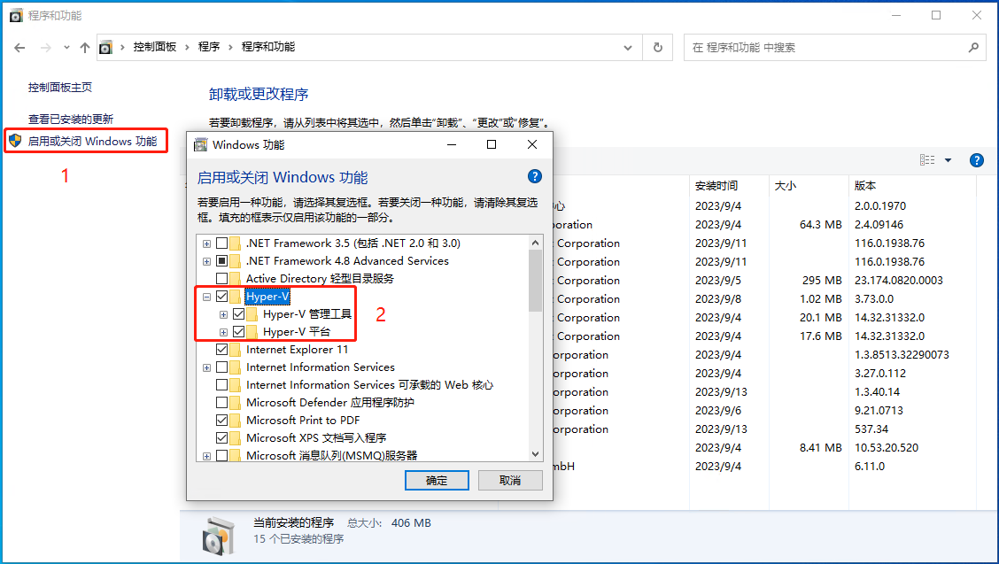 程序和功能
控制面板 程序 程序和功能
在 程序和功能 中搜索
控制面板主页
查看已安装的更新
启用或关闭 Windows 功能
1
卸载或更改程序
若要卸载程序，请从列表中将其选中，然后单击“卸载”、“更改”或“修复”。
Windows 功能
启用或关闭 Windows 功能
若要启用一种功能，请选择其复选框。若要关闭一种功能，请清除其复选
框。填充的框表示仅启用该功能的一部分。
.NET Framework 3.5 (包括 .NET 2.0 和 3.0)
.NET Framework 4.8 Advanced Services
Active Directory 轻型目录服务
Hyper-V
Hyper-V 管理工具
Hyper-V 平台
2
Internet Explorer 11
Internet Information Services
Internet Information Services 可承载的 Web 核心
Microsoft Defender 应用程序防护
Microsoft Print to PDF
Microsoft XPS 文档写入程序
Microsoft 消息队列(MSMQ)服务器
确定 取消
安装时间 大小 版本
心 2023/9/4 2.0.0.1970
poration 2023/9/4 64.3 MB 2.4.09146
t Corporation 2023/9/11 116.0.1938.76
t Corporation 2023/9/11 116.0.1938.76
t Corporation 2023/9/5 295 MB 23.174.0820.0003
t Corporation 2023/9/8 1.02 MB 3.73.0.0
t Corporation 2023/9/4 20.1 MB 14.32.31332.0
t Corporation 2023/9/4 17.6 MB 14.32.31332.0
orporation 2023/9/4 1.3.8513.32290073
orporation 2023/9/4 3.27.0.112
orporation 2023/9/13 1.3.40.14
orporation 2023/9/6 9.21.0713
orporation 2023/9/13 537.34
2023/9/4 8.41 MB 10.53.20.520
mbH 2023/9/4 6.11.0
当前安装的程序 总大小: 406 MB
15 个已安装的程序